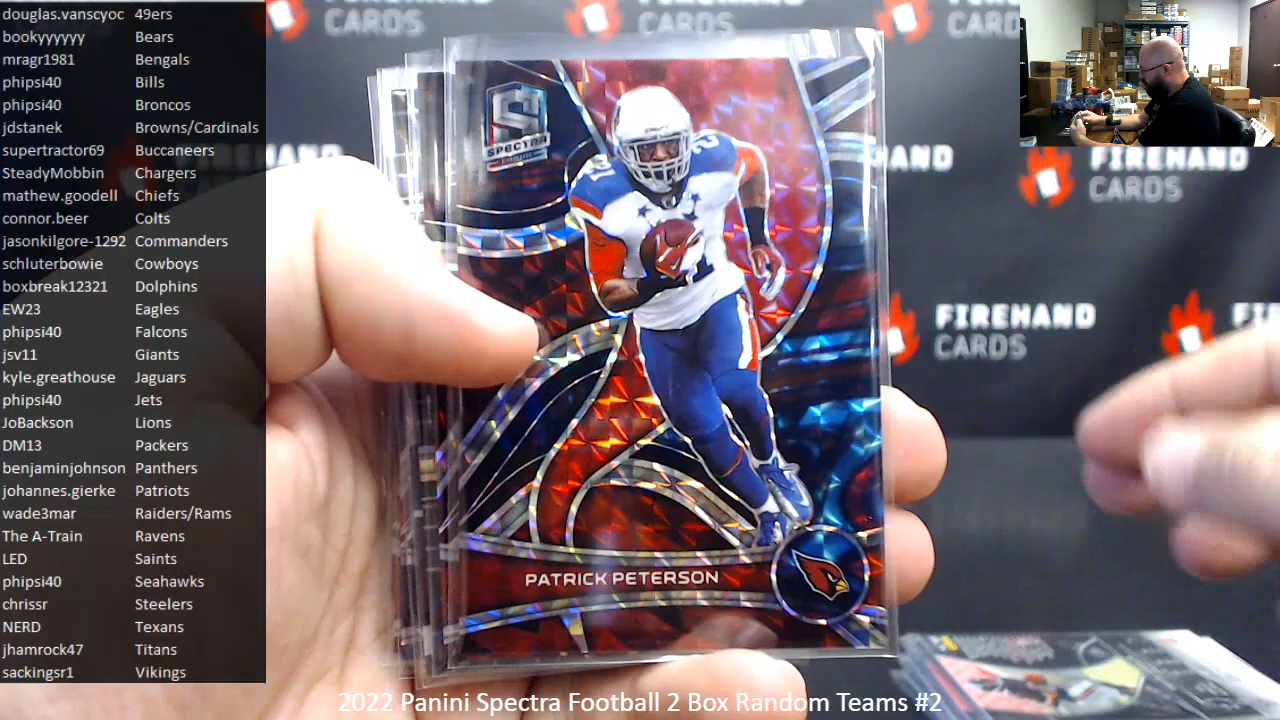 douglas.vanscyoc 49ers
bookyyyyyy Bears
mragr1981 Bengals
phipsi40 Bills
phipsi40 Broncos
jdstanek Browns/Cardinals
supertractor69 Buccaneers
SteadyMobbin Chargers
mathew.goodell Chiefs
connor.beer Colts
jasonkilgore-1292 Commanders
schluterbowie Cowboys
boxbreak12321 Dolphins
EW23 Eagles
phipsi40 Falcons
jsv11 Giants
kyle.greathouse Jaguars
phipsi40 Jets
JoBackson Lions
DM13 Packers
benjaminjohnson Panthers
johannes.gierke Patriots
wade3mar Raiders/Rams
The A-Train Ravens
LED Saints
phipsi40 Seahawks
chrissr Steelers
NERD Texans
jhamrock47 Titans
sackingsr1 Vikings
CARDS
CARDS
CARDS
FIREHAND
CARDS
FIREHAND
CARDS
S
SPECTRA
21
PATRICK PETERSON
2022 Panini Spectra Football 2 Box Random Teams #2